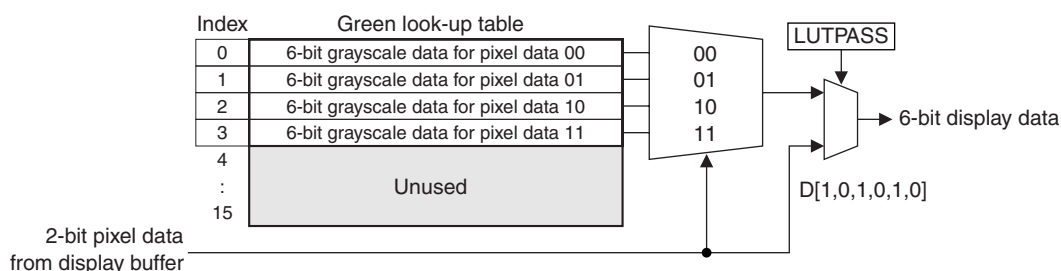 Index Green look-up table
0 6-bit grayscale data for pixel data 00 00
1 6-bit grayscale data for pixel data 01 01
2 6-bit grayscale data for pixel data 10 10
3 6-bit grayscale data for pixel data 11 11
4
:
15
Unused
LUTPASS
6-bit display data
D[1,0,1,0,1,0]
2-bit pixel data
from display buffer